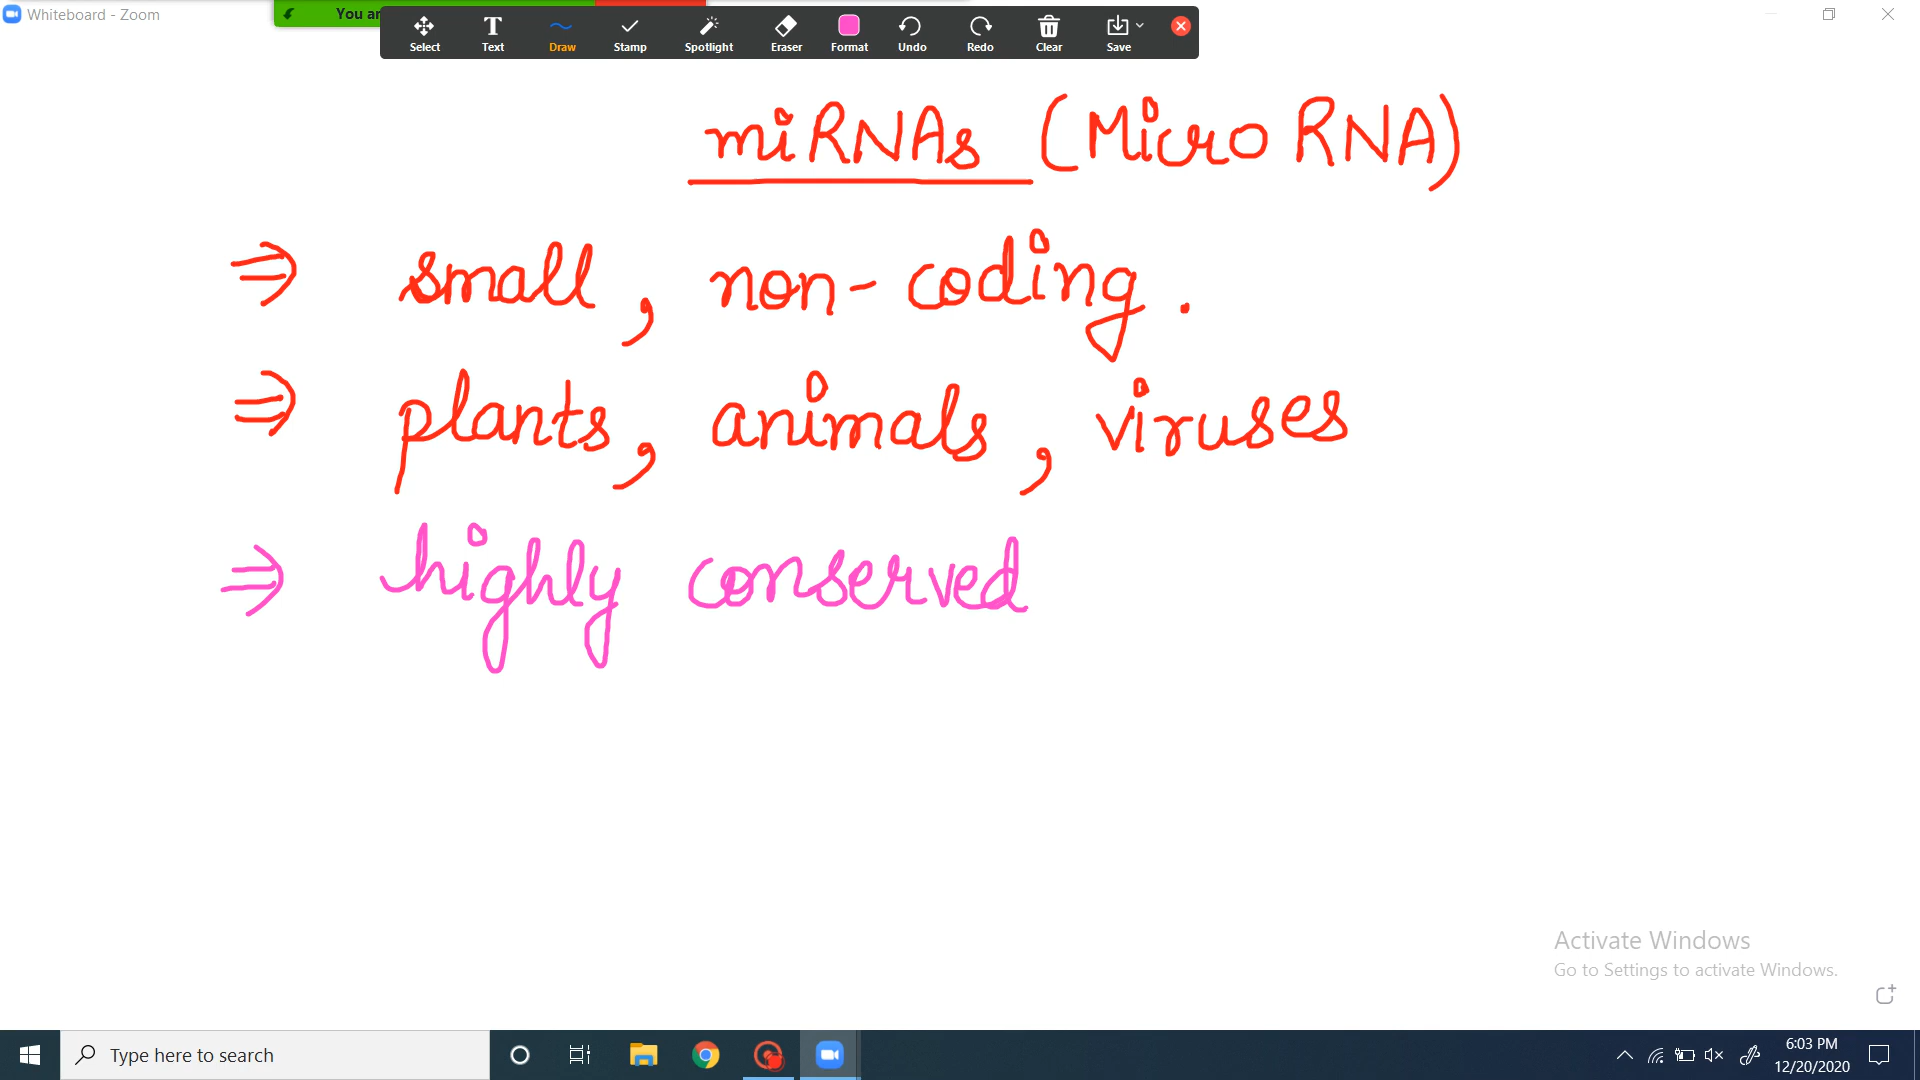 Whiteboard - Zoom
You ar
Select Text Draw Stamp Spotlight Eraser Format Undo Redo Clear Save
miRNAs (Micro RNA)
⇒ small, non-coding.
⇒ plants, animals, viruses
⇒ highly conserved
Activate Windows
Go to Settings to activate Windows.
Type here to search
6:03 PM
12/20/2020